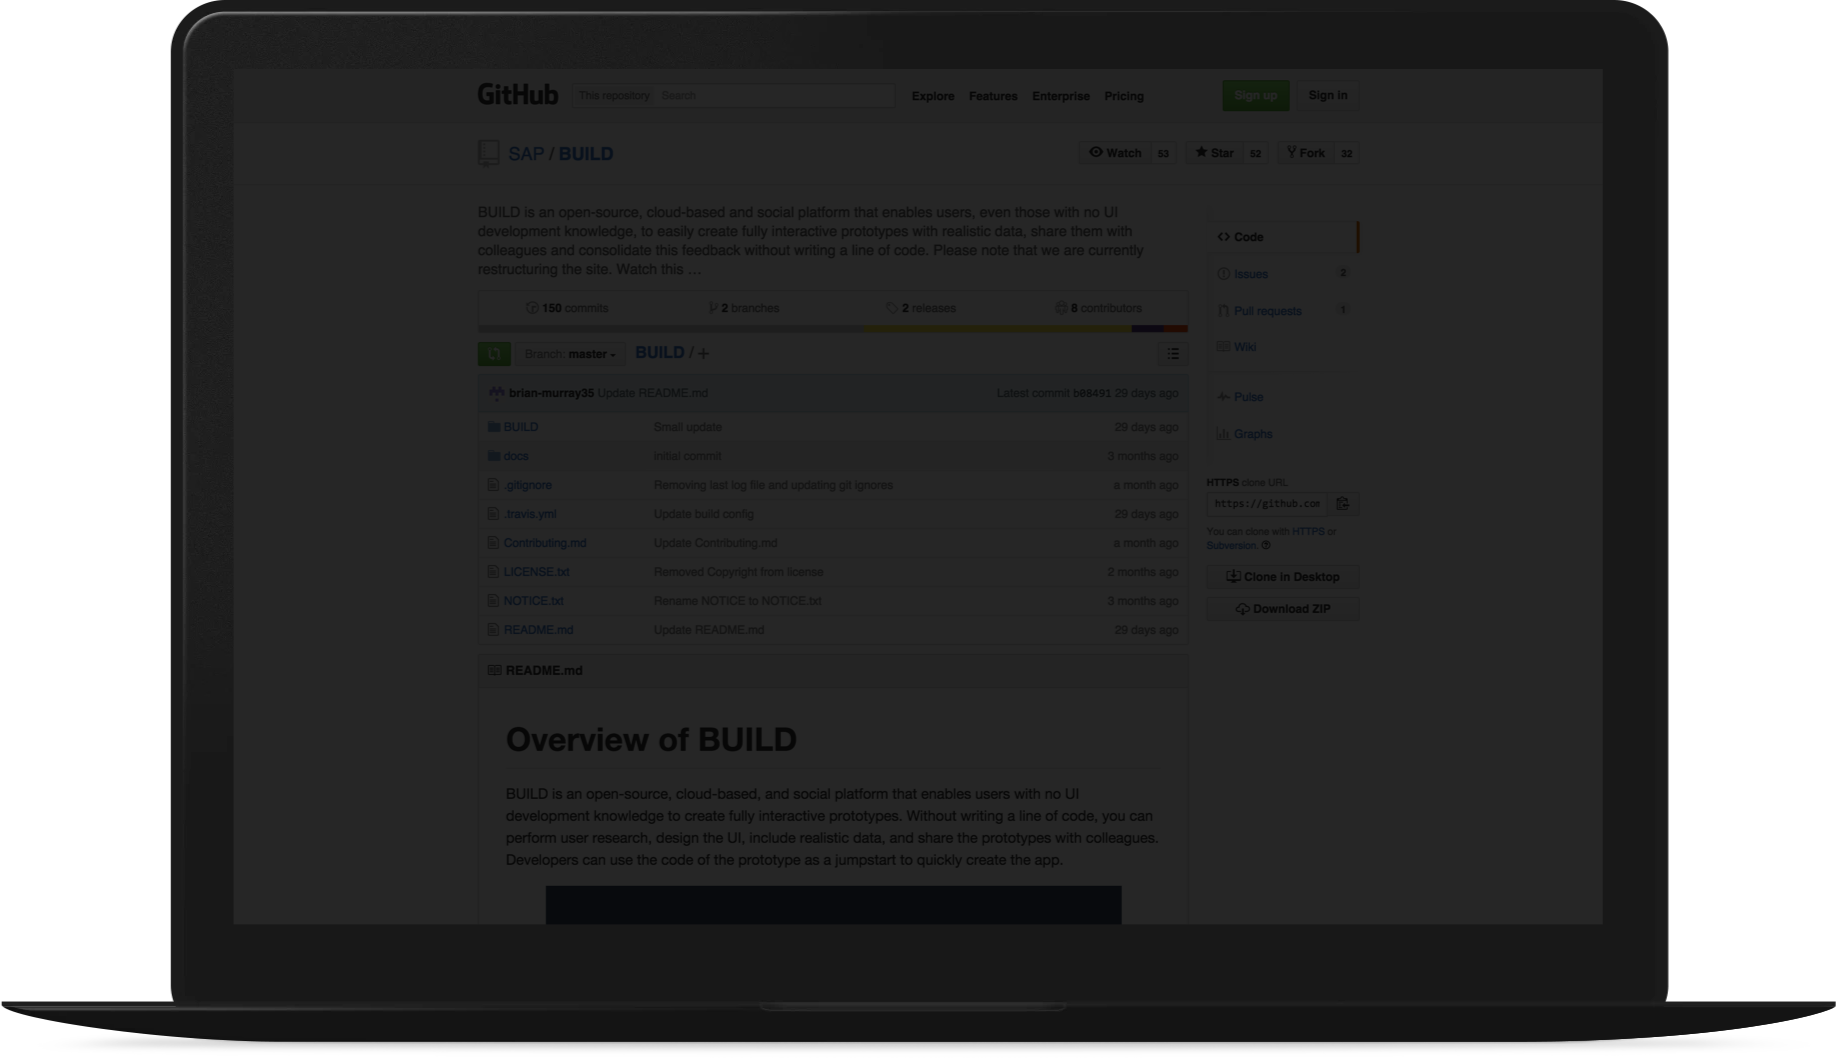 GitHub This repository Search Explore Features Enterprise Pricing Sign up Sign in
SAP / BUILD Watch 53 Star 52 Fork 32
BUILD is an open-source, cloud-based and social platform that enables users, even those with no UI
development knowledge, to easily create fully interactive prototypes with realistic data, share them with
colleagues and consolidate this feedback without writing a line of code. Please note that we are currently
restructuring the site. Watch this …
150 commits 2 branches 2 releases 8 contributors
Branch: master BUILD / +
brian-murray35 Update README.md Latest commit b08491 29 days ago
BUILD Small update 29 days ago
docs initial commit 3 months ago
.gitignore Removing last log file and updating git ignores a month ago
.travis.yml Update build config 29 days ago
Contributing.md Update Contributing.md a month ago
LICENSE.txt Removed Copyright from license 2 months ago
NOTICE.txt Rename NOTICE to NOTICE.txt 3 months ago
README.md Update README.md 29 days ago
README.md
Overview of BUILD
BUILD is an open-source, cloud-based, and social platform that enables users with no UI
development knowledge to create fully interactive prototypes. Without writing a line of code, you can
perform user research, design the UI, include realistic data, and share the prototypes with colleagues.
Developers can use the code of the prototype as a jumpstart to quickly create the app.
Code
Issues 2
Pull requests 1
Wiki
Pulse
Graphs
HTTPS clone URL
https://github.com
You can clone with HTTPS or
Subversion.
Clone in Desktop
Download ZIP